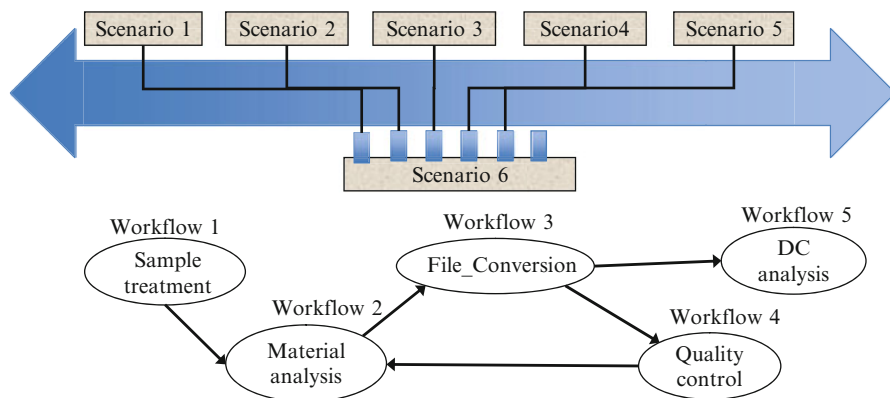 Scenario 1
Scenario 2
Scenario 3
Scenario4
Scenario 5
Scenario 6
Workflow 1
Sample
treatment
Workflow 2
Material
analysis
Workflow 3
File_Conversion
Workflow 4
Quality
control
Workflow 5
DC
analysis